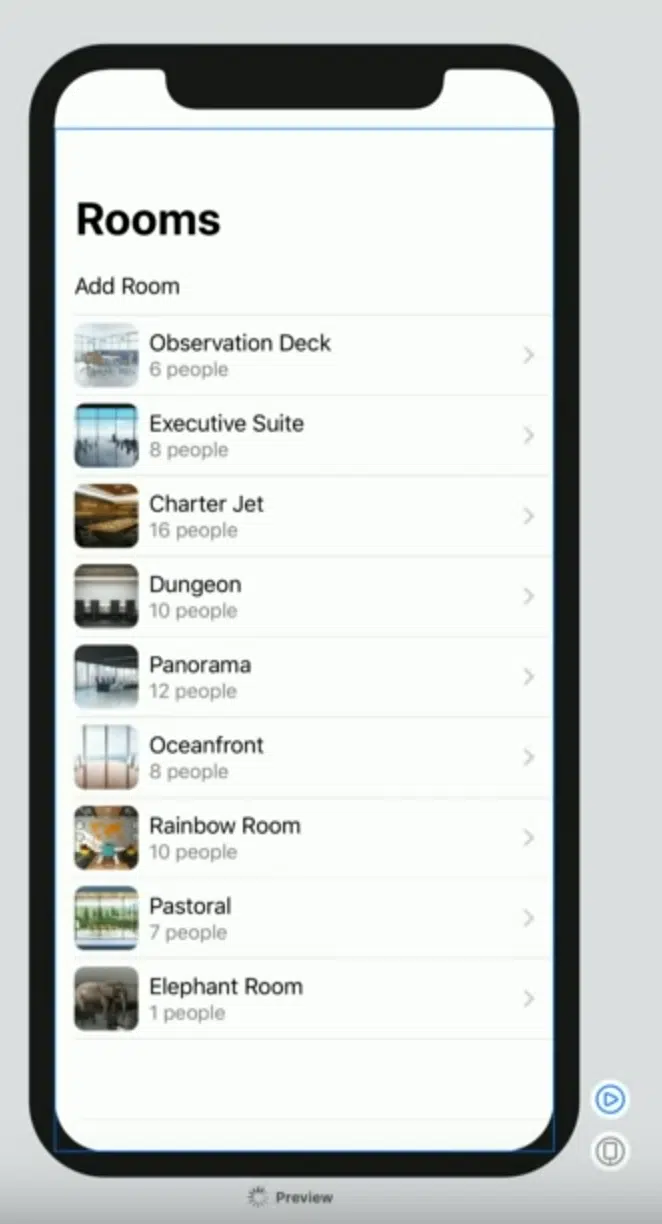 Rooms
Add Room
Observation Deck
6 people
Executive Suite
8 people
Charter Jet
16 people
Dungeon
10 people
Panorama
12 people
Oceanfront
8 people
Rainbow Room
10 people
Pastoral
7 people
Elephant Room
1 people
Preview